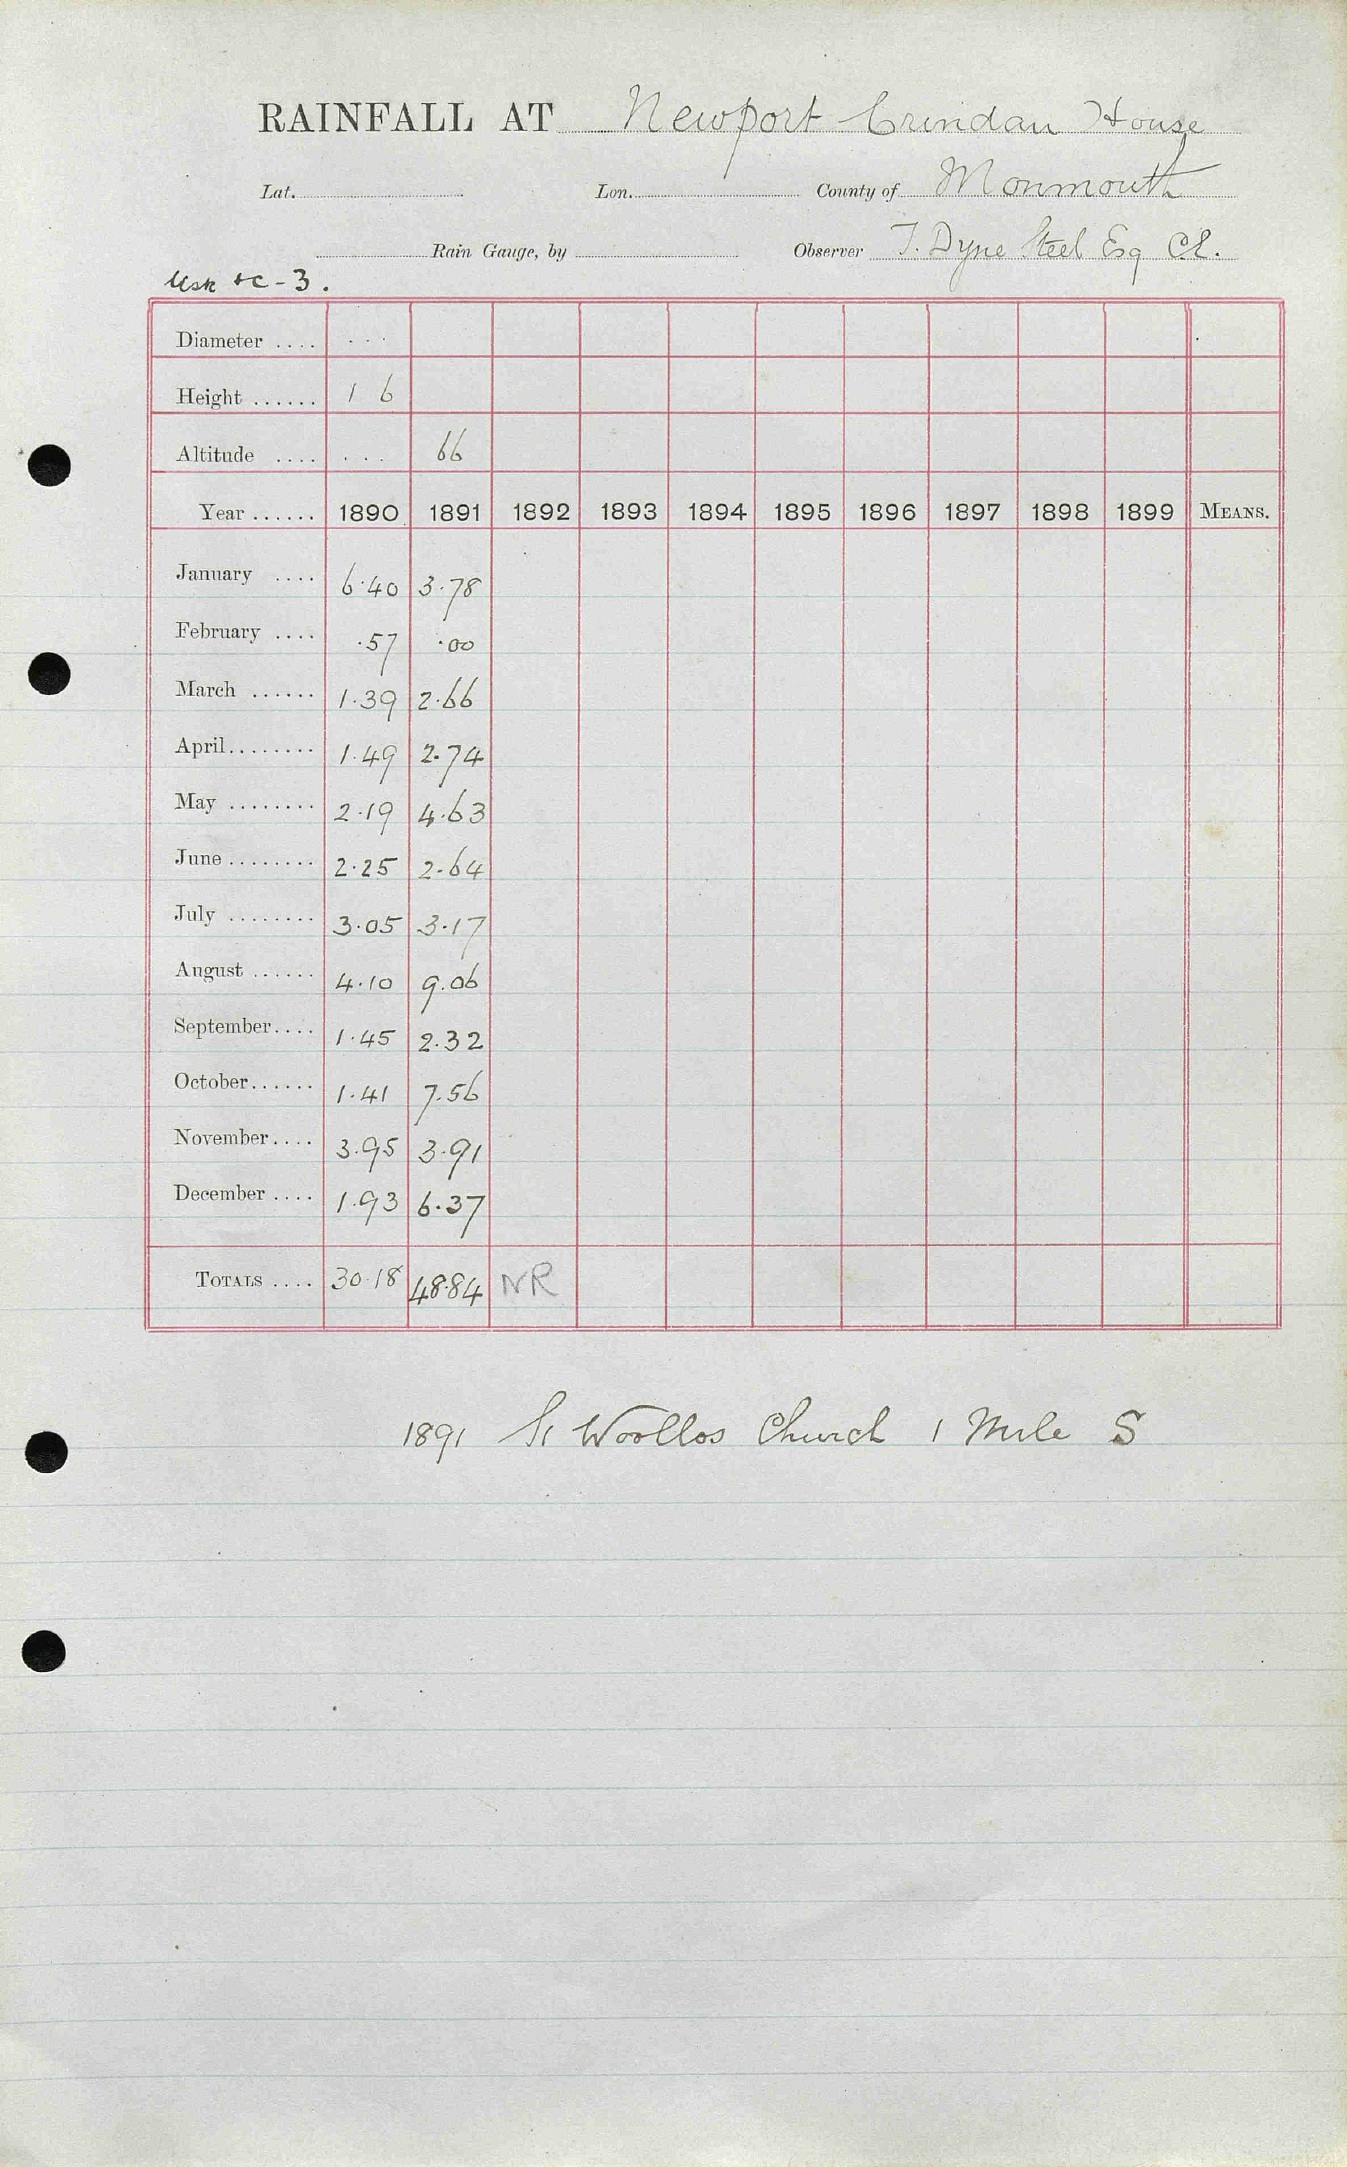 RAINFALL AT Newport Crindau House
Lat. Lon. County of Monmouth
Rain Gauge, by Observer T. Dyne Steel Esq C.E.
Usk &c - 3.
Diameter .... ...
Height ...... 1 6
Altitude .... ... 66
Year ...... 1890 1891 1892 1893 1894 1895 1896 1897 1898 1899 MEANS.
January .... 6.40 3.78
February .... .57 .00
March ...... 1.39 2.66
April........ 1.49 2.74
May ........ 2.19 4.63
June ........ 2.25 2.64
July ........ 3.05 3.17
August ...... 4.10 9.06
September.... 1.45 2.32
October...... 1.41 7.56
November.... 3.95 3.91
December .... 1.93 6.37
TOTALS .... 30.18 48.84 NR
1891 St Woollos Church 1 Mile S